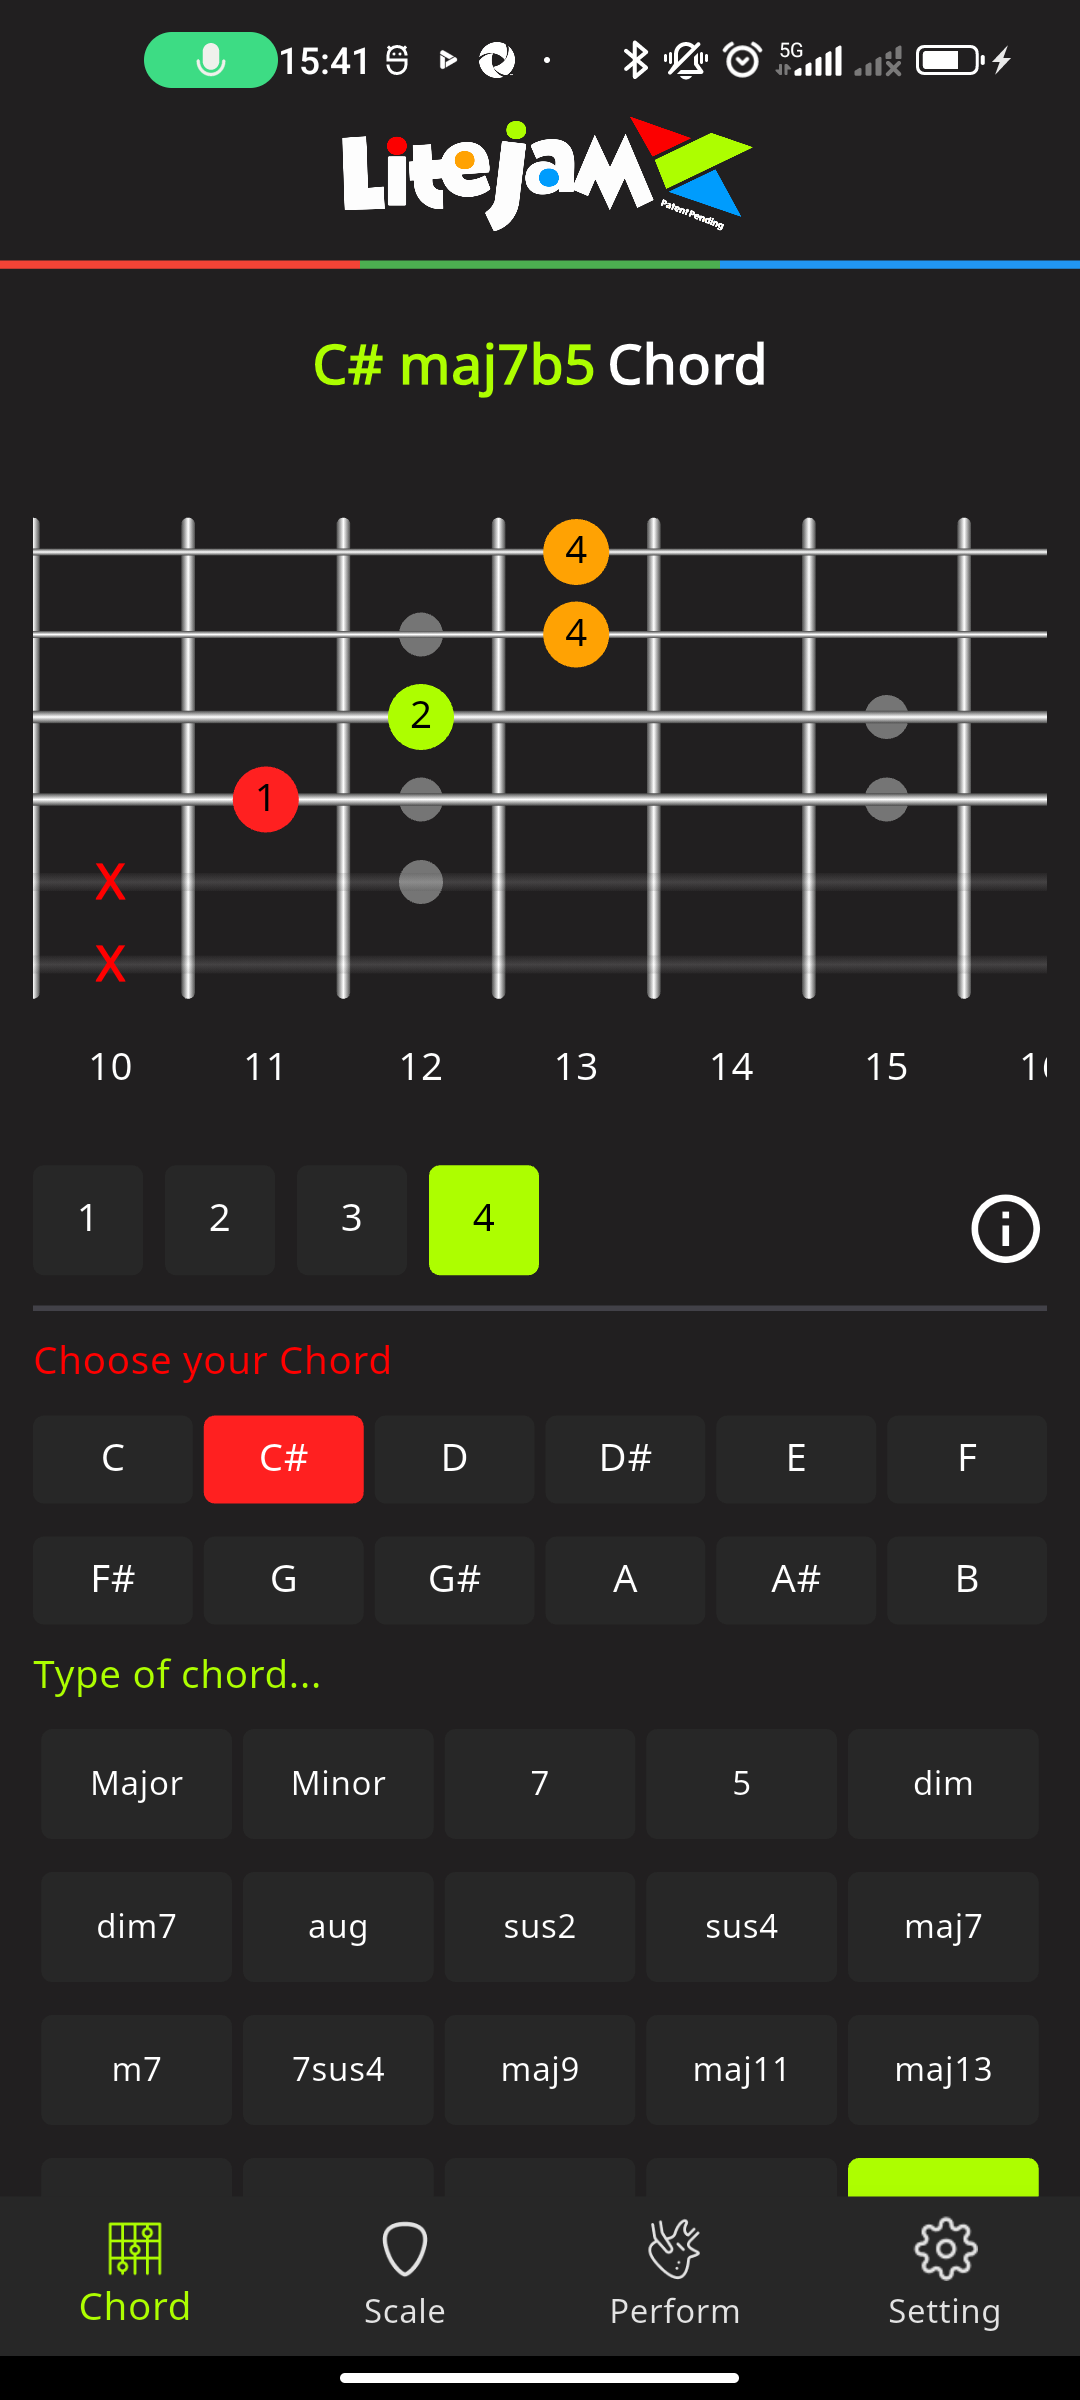 15:41 5G
Litejam
Patent Pending
C# maj7b5 Chord
4
4
2
1
X
X
10 11 12 13 14 15
1 2 3 4
Choose your Chord
C C# D D# E F
F# G G# A A# B
Type of chord...
Major Minor 7 5 dim
dim7 aug sus2 sus4 maj7
m7 7sus4 maj9 maj11 maj13
Chord Scale Perform Setting